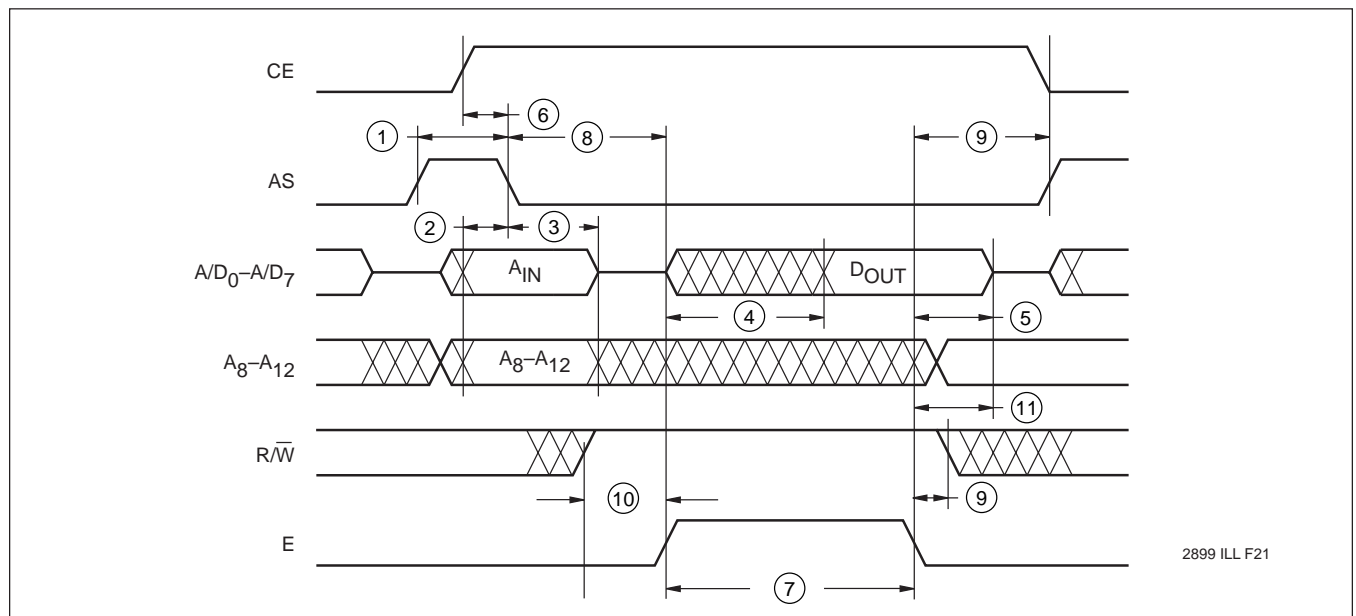 CE
6
1
8
9
AS
2
3
A/D0–A/D7
AIN
DOUT
4
5
A8–A12
A8–A12
11
R/W̅
10
9
E
2899 ILL F21
7